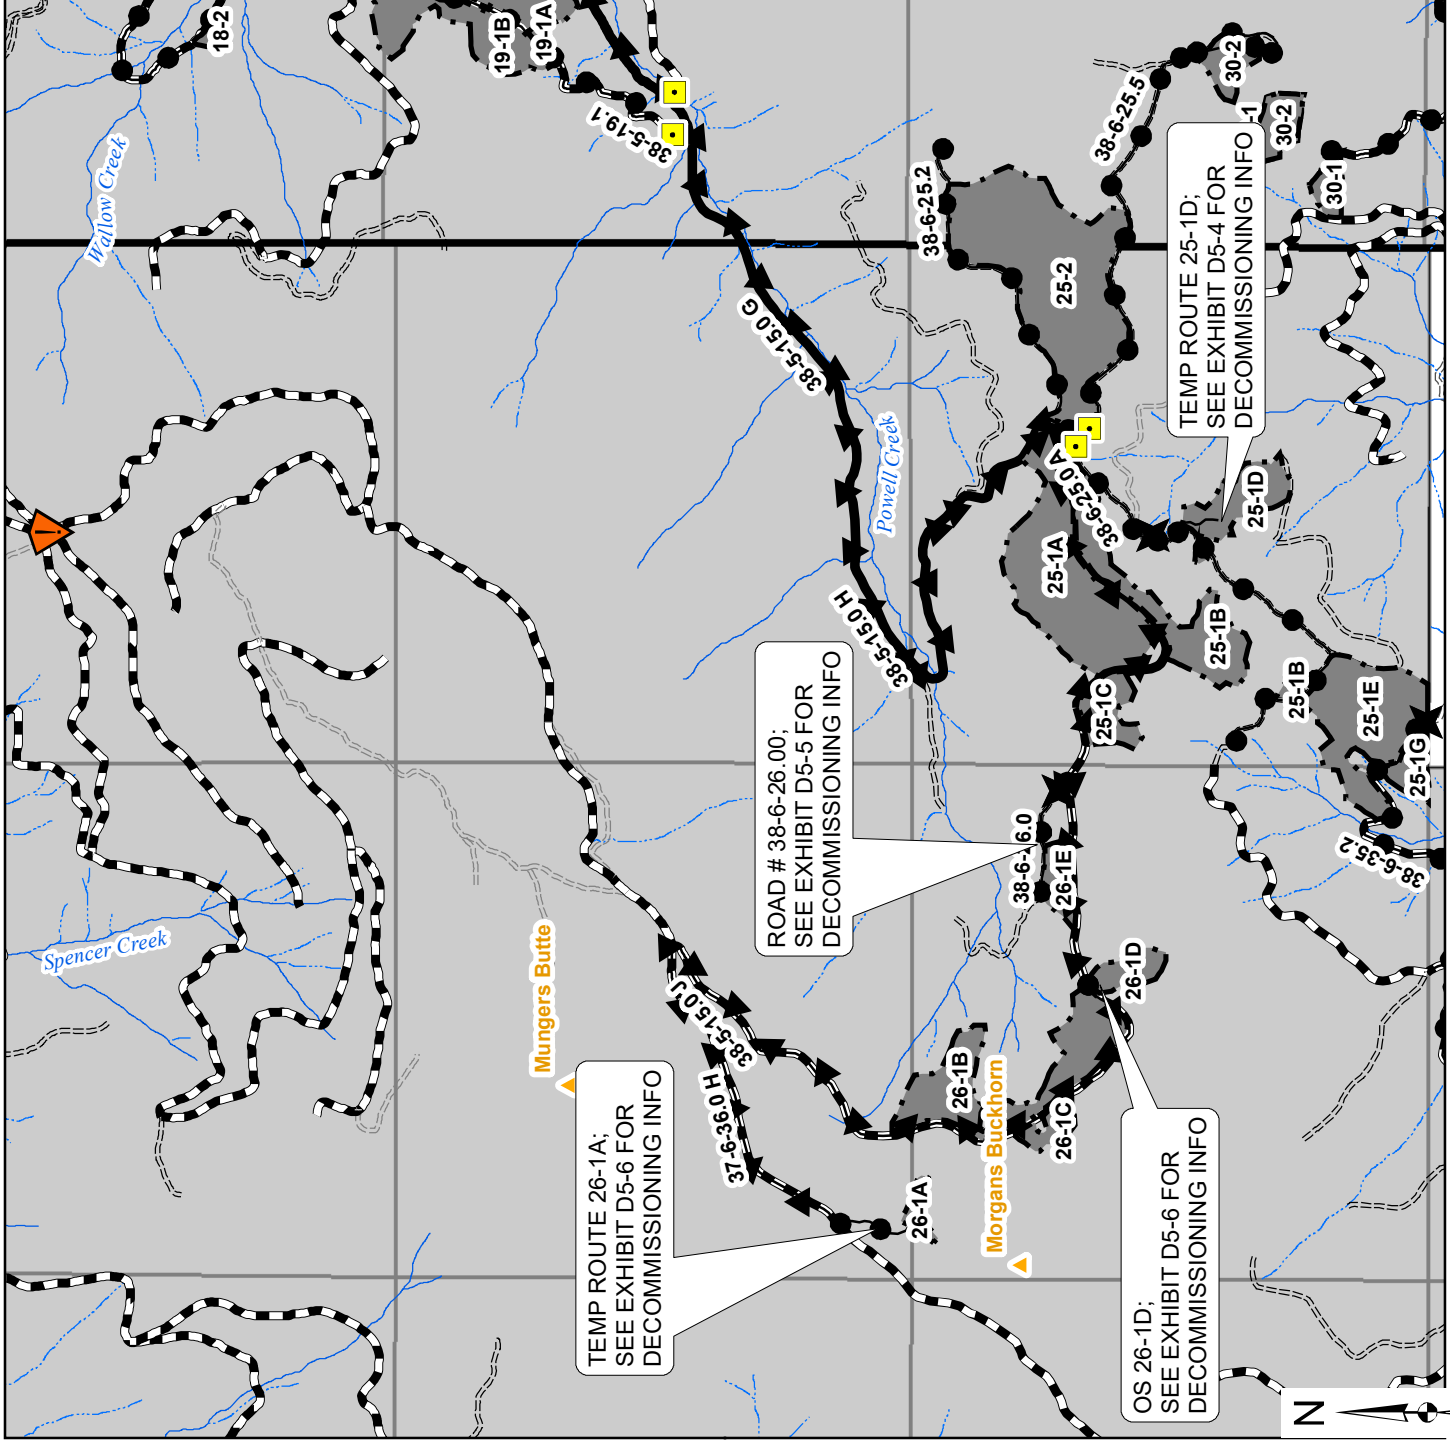 18-2
19-1B
19-1A
38-5-19.1
Wallow Creek
38-6-25.5
30-2
-1
30-2
30-1
38-6-25.2
25-2
TEMP ROUTE 25-1D;
SEE EXHIBIT D5-4 FOR
DECOMMISSIONING INFO
38-5-15.0 G
Powell Creek
38-6-25.0 A
25-1D
25-1A
25-1B
38-5-15.0 H
25-1C
25-1B
25-1E
25-1G
38-6-35.2
ROAD # 38-6-26.00;
SEE EXHIBIT D5-5 FOR
DECOMMISSIONING INFO
38-6-
6.0
26-1E
Spencer Creek
Mungers Butte
38-5-15.0 J
26-1D
26-1B
Morgans Buckhorn
26-1C
37-6-36.0 H
26-1A
TEMP ROUTE 26-1A;
SEE EXHIBIT D5-6 FOR
DECOMMISSIONING INFO
OS 26-1D;
SEE EXHIBIT D5-6 FOR
DECOMMISSIONING INFO
N